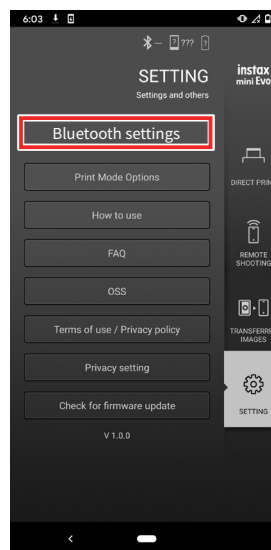 6:03
???
?
SETTING
Settings and others
instax
mini Evo
Bluetooth settings
Print Mode Options
DIRECT PRIN
How to use
FAQ
REMOTE
SHOOTING
OSS
Terms of use / Privacy policy
TRANSFERRE
IMAGES
Privacy setting
Check for firmware update
SETTING
V 1.0.0